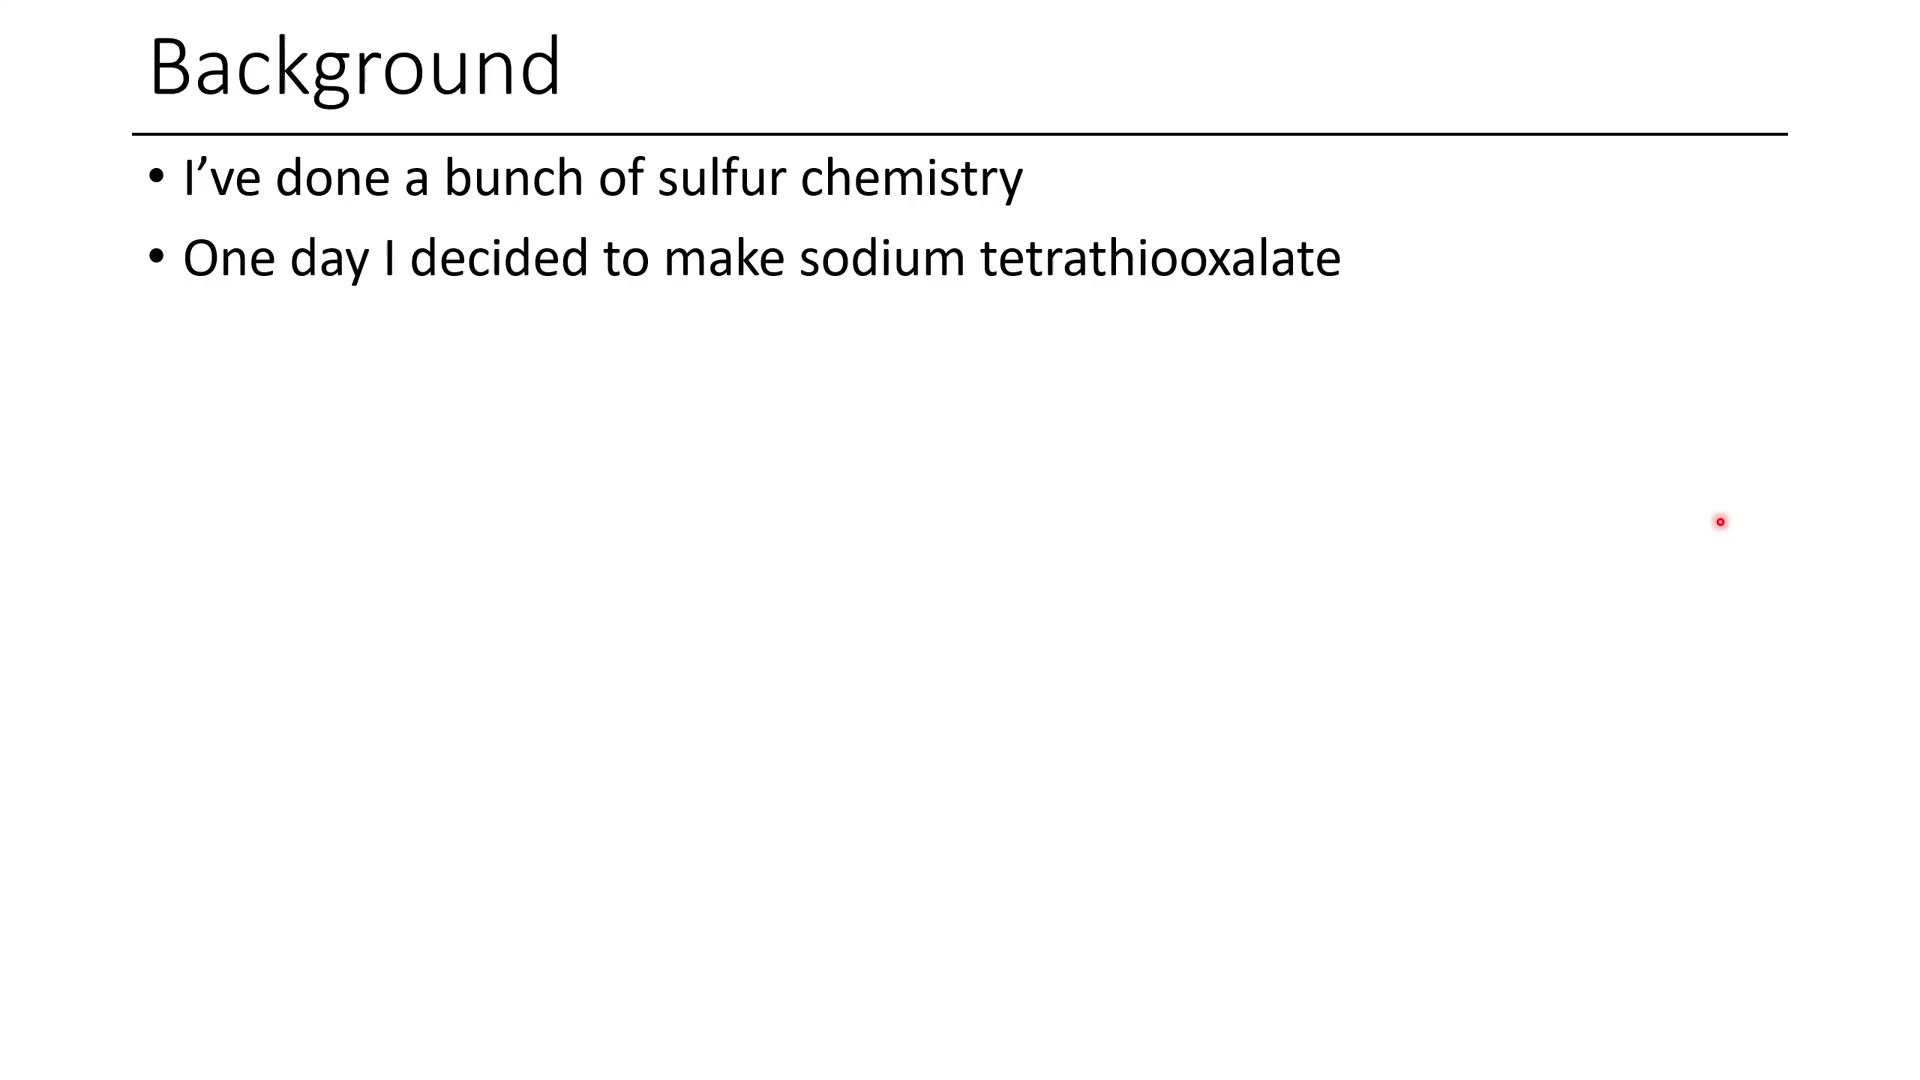 Background
• I’ve done a bunch of sulfur chemistry
• One day I decided to make sodium tetrathiooxalate